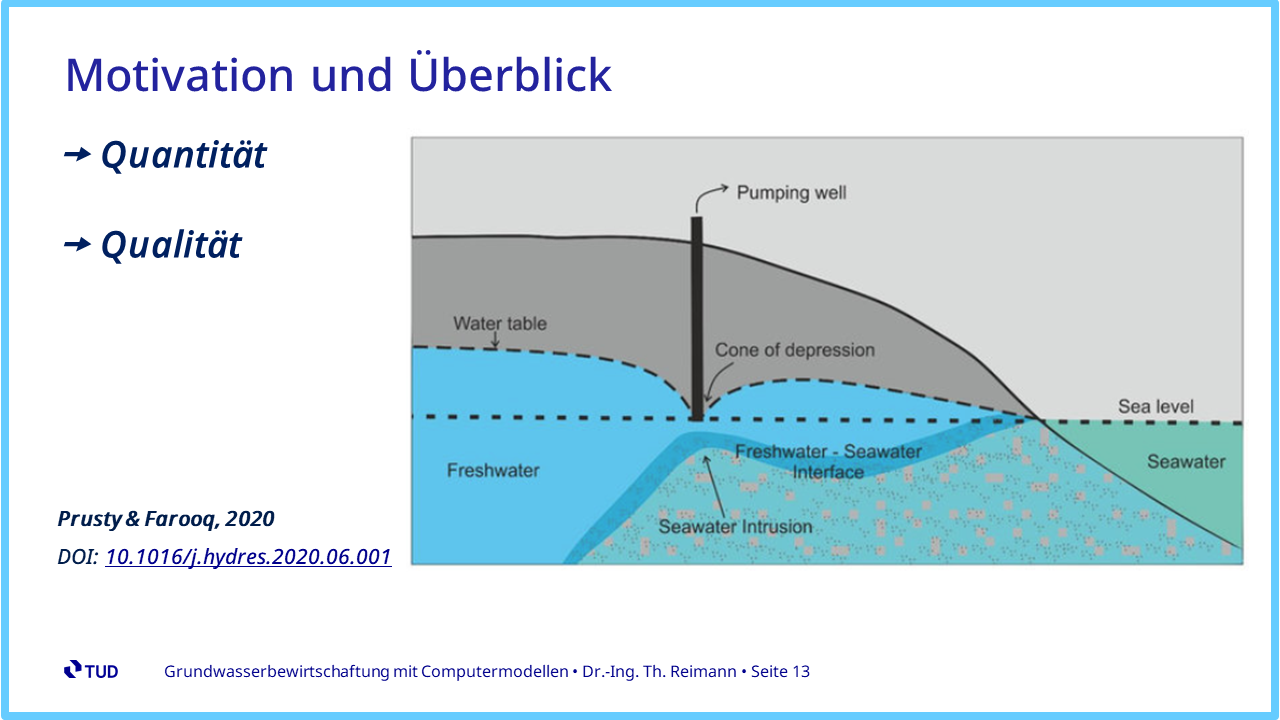 Motivation und Überblick
→ Quantität
→ Qualität
Pumping well
Water table
Cone of depression
Sea level
Freshwater - Seawater
Interface
Freshwater
Seawater
Seawater Intrusion
Prusty & Farooq, 2020
DOI: 10.1016/j.hydres.2020.06.001
TUD
Grundwasserbewirtschaftung mit Computermodellen • Dr.-Ing. Th. Reimann • Seite 13